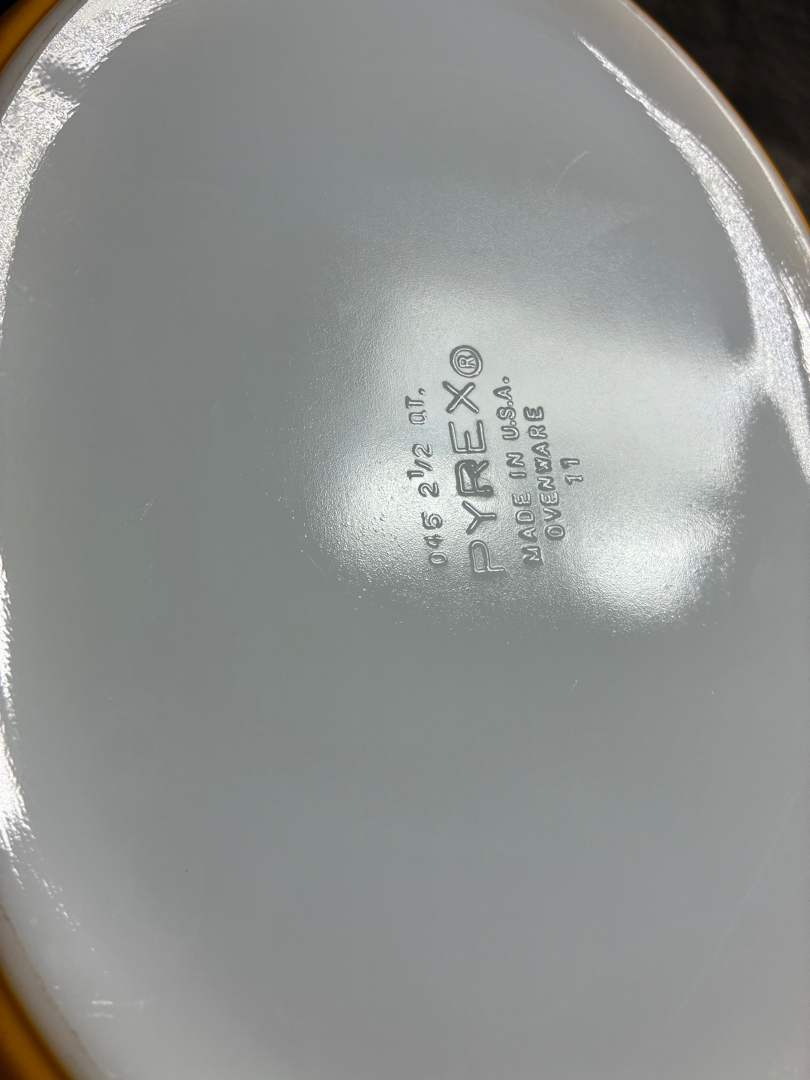 045 2 1/2 QT.
PYREX®
MADE IN U.S.A.
OVENWARE
11